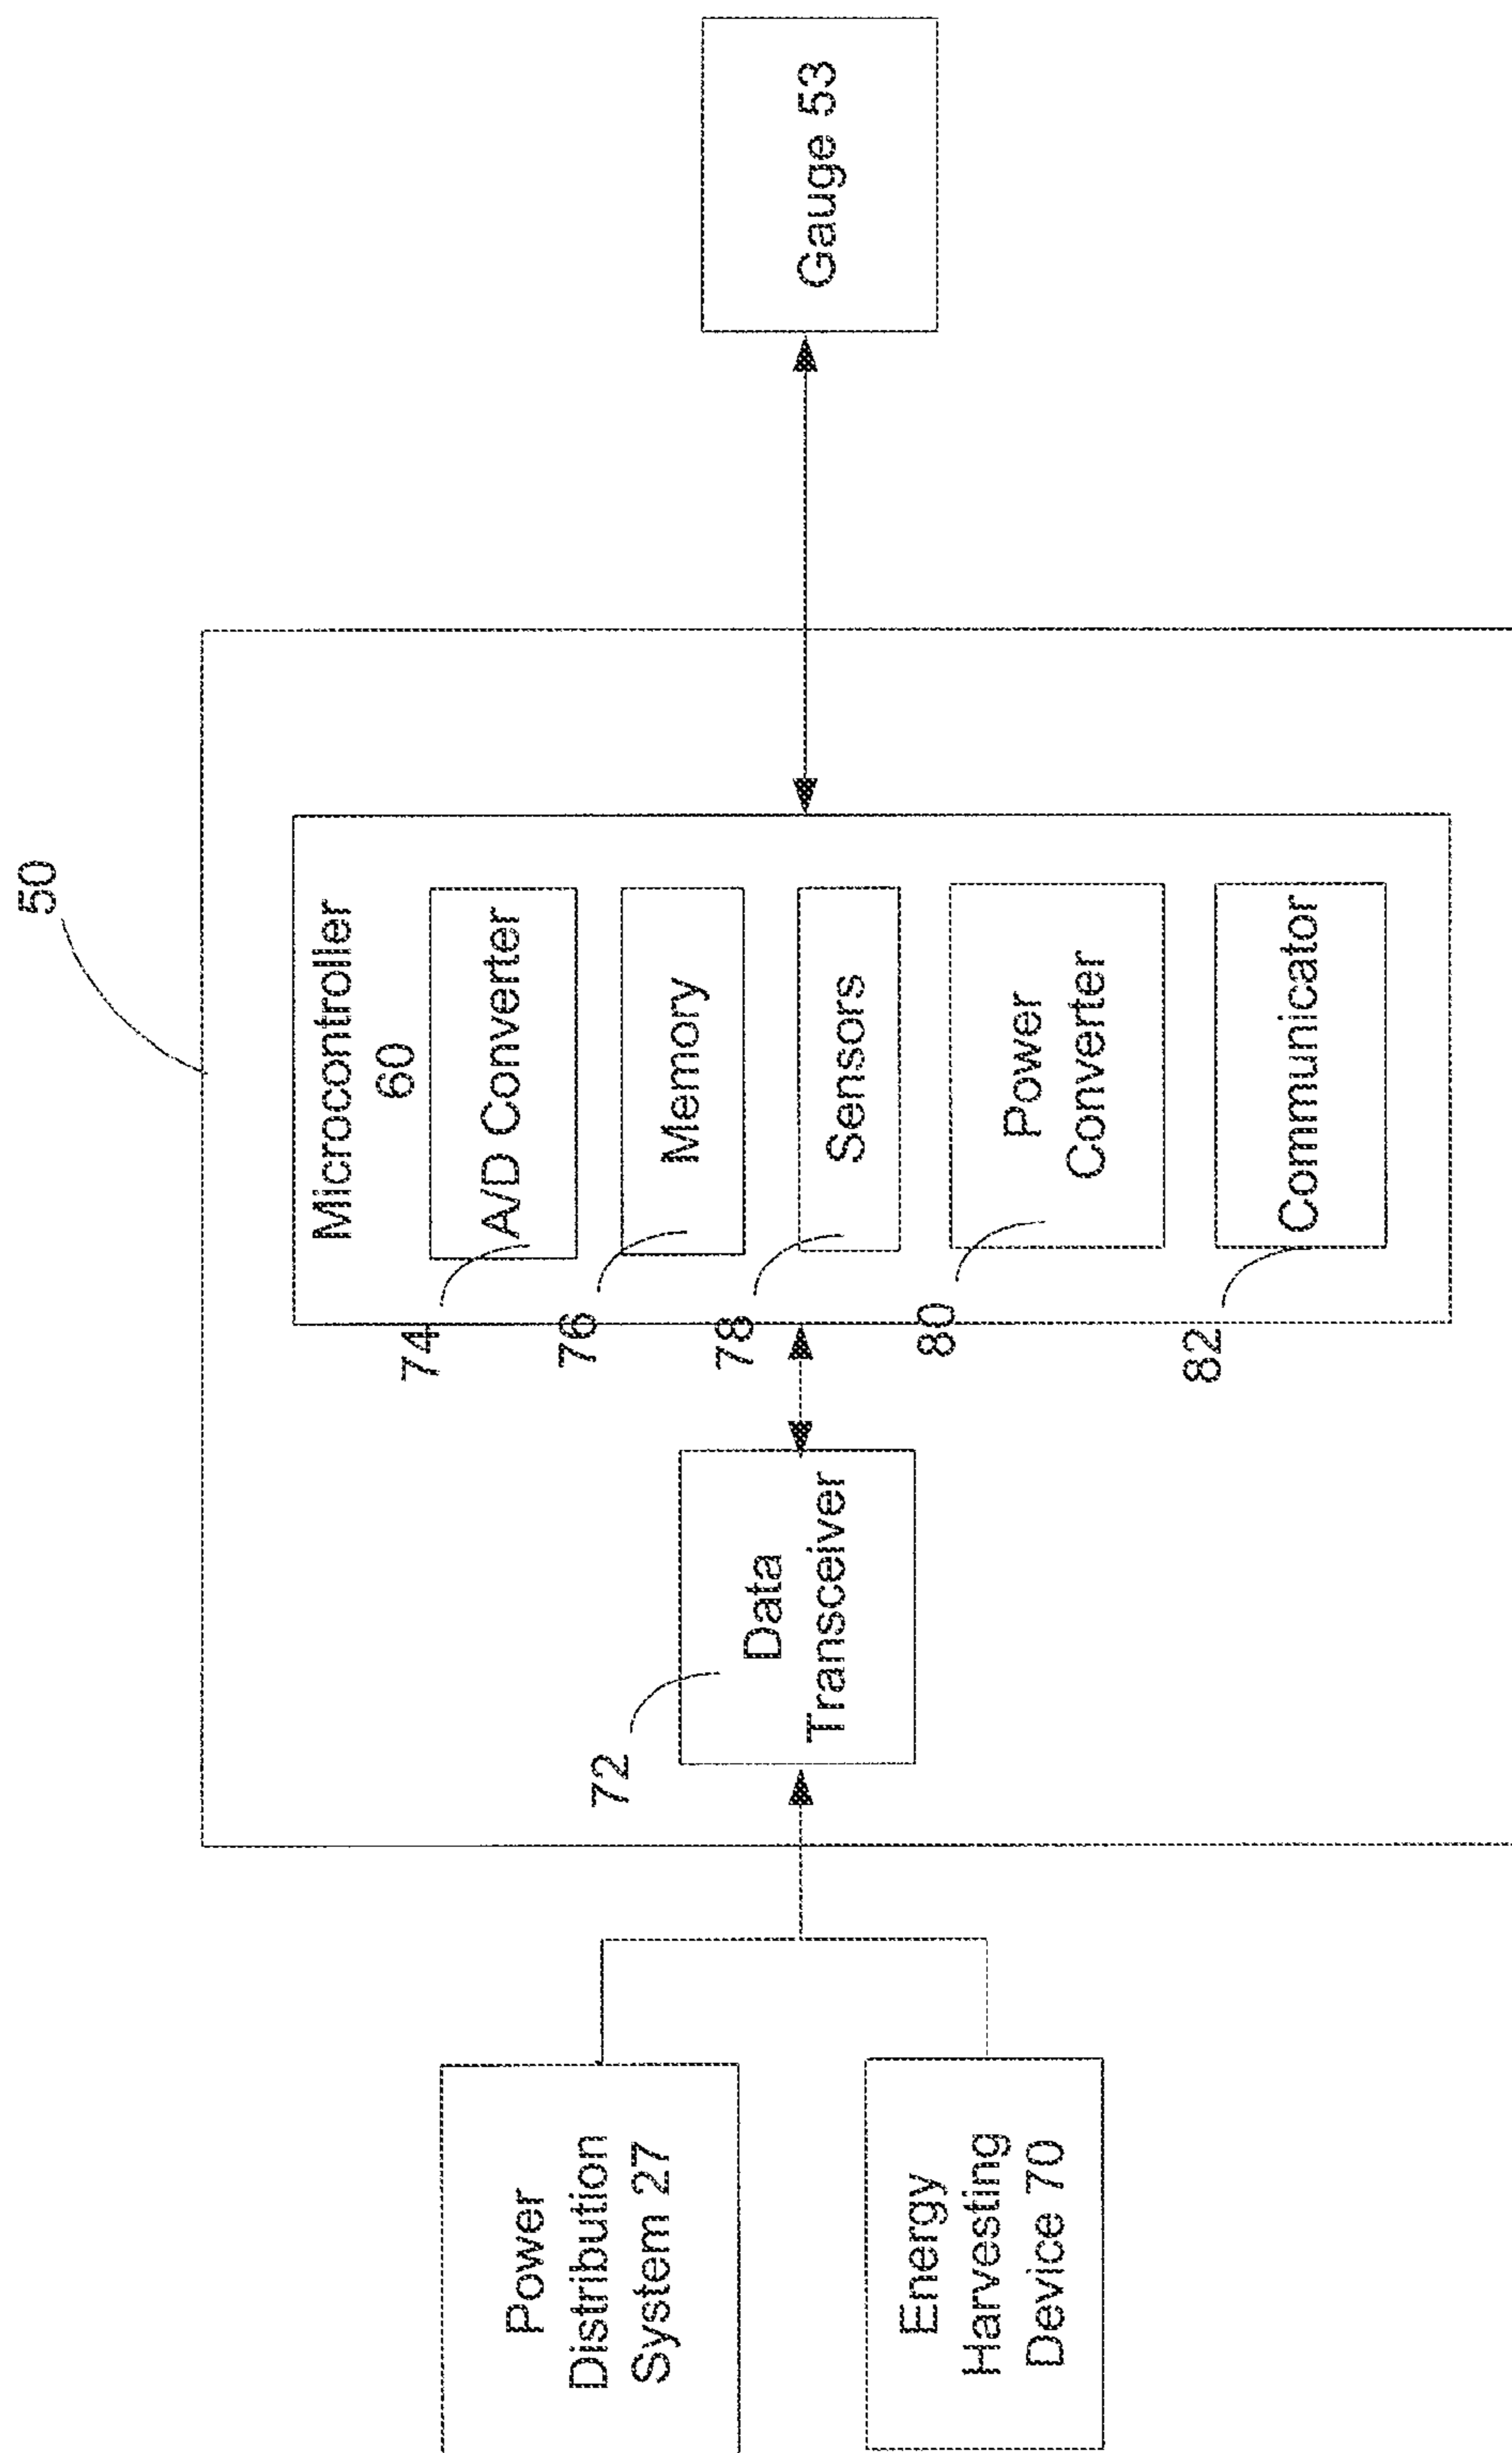 50
Microcontroller
60
A/D Converter
Memory
Sensors
Power
Converter
Communicator
74
76
78
80
82
Data
Transceiver
72
Gauge 53
Power
Distribution
System 27
Energy
Harvesting
Device 70